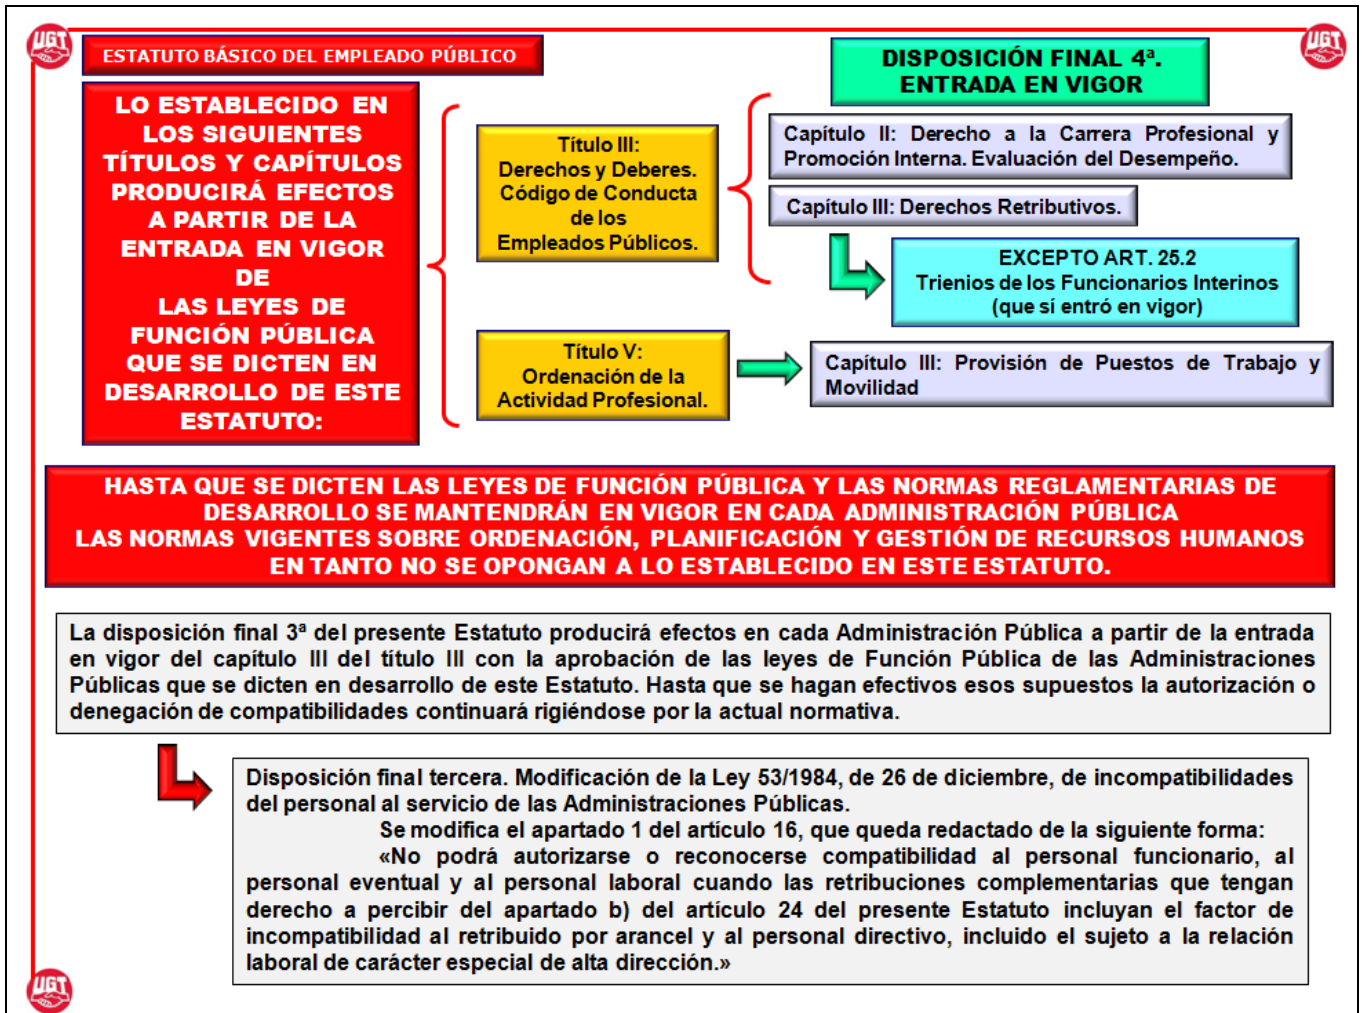 UGT
UGT
ESTATUTO BÁSICO DEL EMPLEADO PÚBLICO
DISPOSICIÓN FINAL 4ª.
ENTRADA EN VIGOR
LO ESTABLECIDO EN
LOS SIGUIENTES
TÍTULOS Y CAPÍTULOS
PRODUCIRÁ EFECTOS
A PARTIR DE LA
ENTRADA EN VIGOR
DE
LAS LEYES DE
FUNCIÓN PÚBLICA
QUE SE DICTEN EN
DESARROLLO DE ESTE
ESTATUTO:
Título III:
Derechos y Deberes.
Código de Conducta
de los
Empleados Públicos.
Capítulo II: Derecho a la Carrera Profesional y
Promoción Interna. Evaluación del Desempeño.
Capítulo III: Derechos Retributivos.
EXCEPTO ART. 25.2
Trienios de los Funcionarios Interinos
(que sí entró en vigor)
Título V:
Ordenación de la
Actividad Profesional.
Capítulo III: Provisión de Puestos de Trabajo y
Movilidad
HASTA QUE SE DICTEN LAS LEYES DE FUNCIÓN PÚBLICA Y LAS NORMAS REGLAMENTARIAS DE
DESARROLLO SE MANTENDRÁN EN VIGOR EN CADA ADMINISTRACIÓN PÚBLICA
LAS NORMAS VIGENTES SOBRE ORDENACIÓN, PLANIFICACIÓN Y GESTIÓN DE RECURSOS HUMANOS
EN TANTO NO SE OPONGAN A LO ESTABLECIDO EN ESTE ESTATUTO.
La disposición final 3ª del presente Estatuto producirá efectos en cada Administración Pública a partir de la entrada
en vigor del capítulo III del título III con la aprobación de las leyes de Función Pública de las Administraciones
Públicas que se dicten en desarrollo de este Estatuto. Hasta que se hagan efectivos esos supuestos la autorización o
denegación de compatibilidades continuará rigiéndose por la actual normativa.
Disposición final tercera. Modificación de la Ley 53/1984, de 26 de diciembre, de incompatibilidades
del personal al servicio de las Administraciones Públicas.
Se modifica el apartado 1 del artículo 16, que queda redactado de la siguiente forma:
«No podrá autorizarse o reconocerse compatibilidad al personal funcionario, al
personal eventual y al personal laboral cuando las retribuciones complementarias que tengan
derecho a percibir del apartado b) del artículo 24 del presente Estatuto incluyan el factor de
incompatibilidad al retribuido por arancel y al personal directivo, incluido el sujeto a la relación
laboral de carácter especial de alta dirección.»
UGT